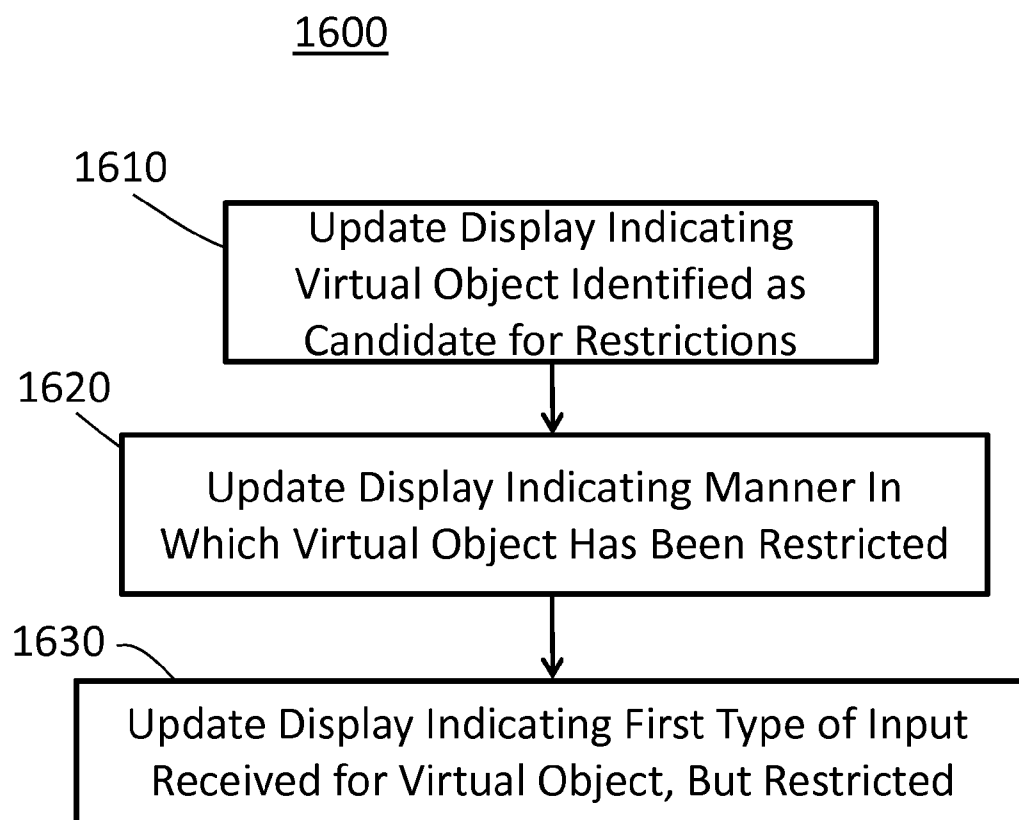 1600
1610
Update Display Indicating
Virtual Object Identified as
Candidate for Restrictions
1620
Update Display Indicating Manner In
Which Virtual Object Has Been Restricted
1630
Update Display Indicating First Type of Input
Received for Virtual Object, But Restricted